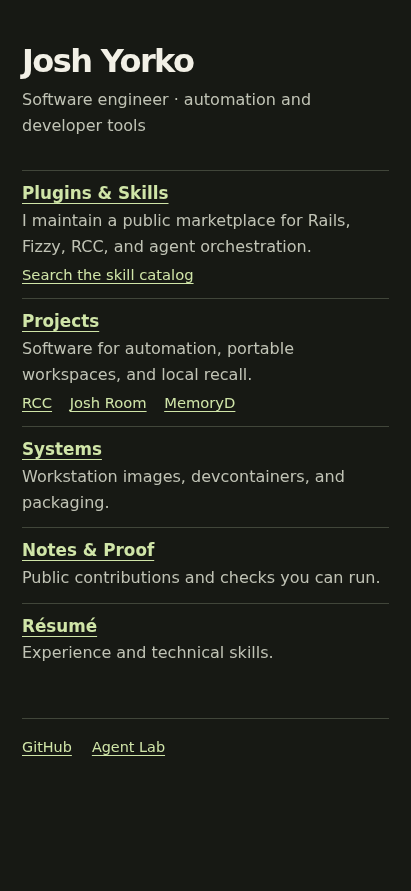 Josh Yorko
Software engineer · automation and
developer tools
Plugins & Skills
I maintain a public marketplace for Rails,
Fizzy, RCC, and agent orchestration.
Search the skill catalog
Projects
Software for automation, portable
workspaces, and local recall.
RCC Josh Room MemoryD
Systems
Workstation images, devcontainers, and
packaging.
Notes & Proof
Public contributions and checks you can run.
Résumé
Experience and technical skills.
GitHub Agent Lab